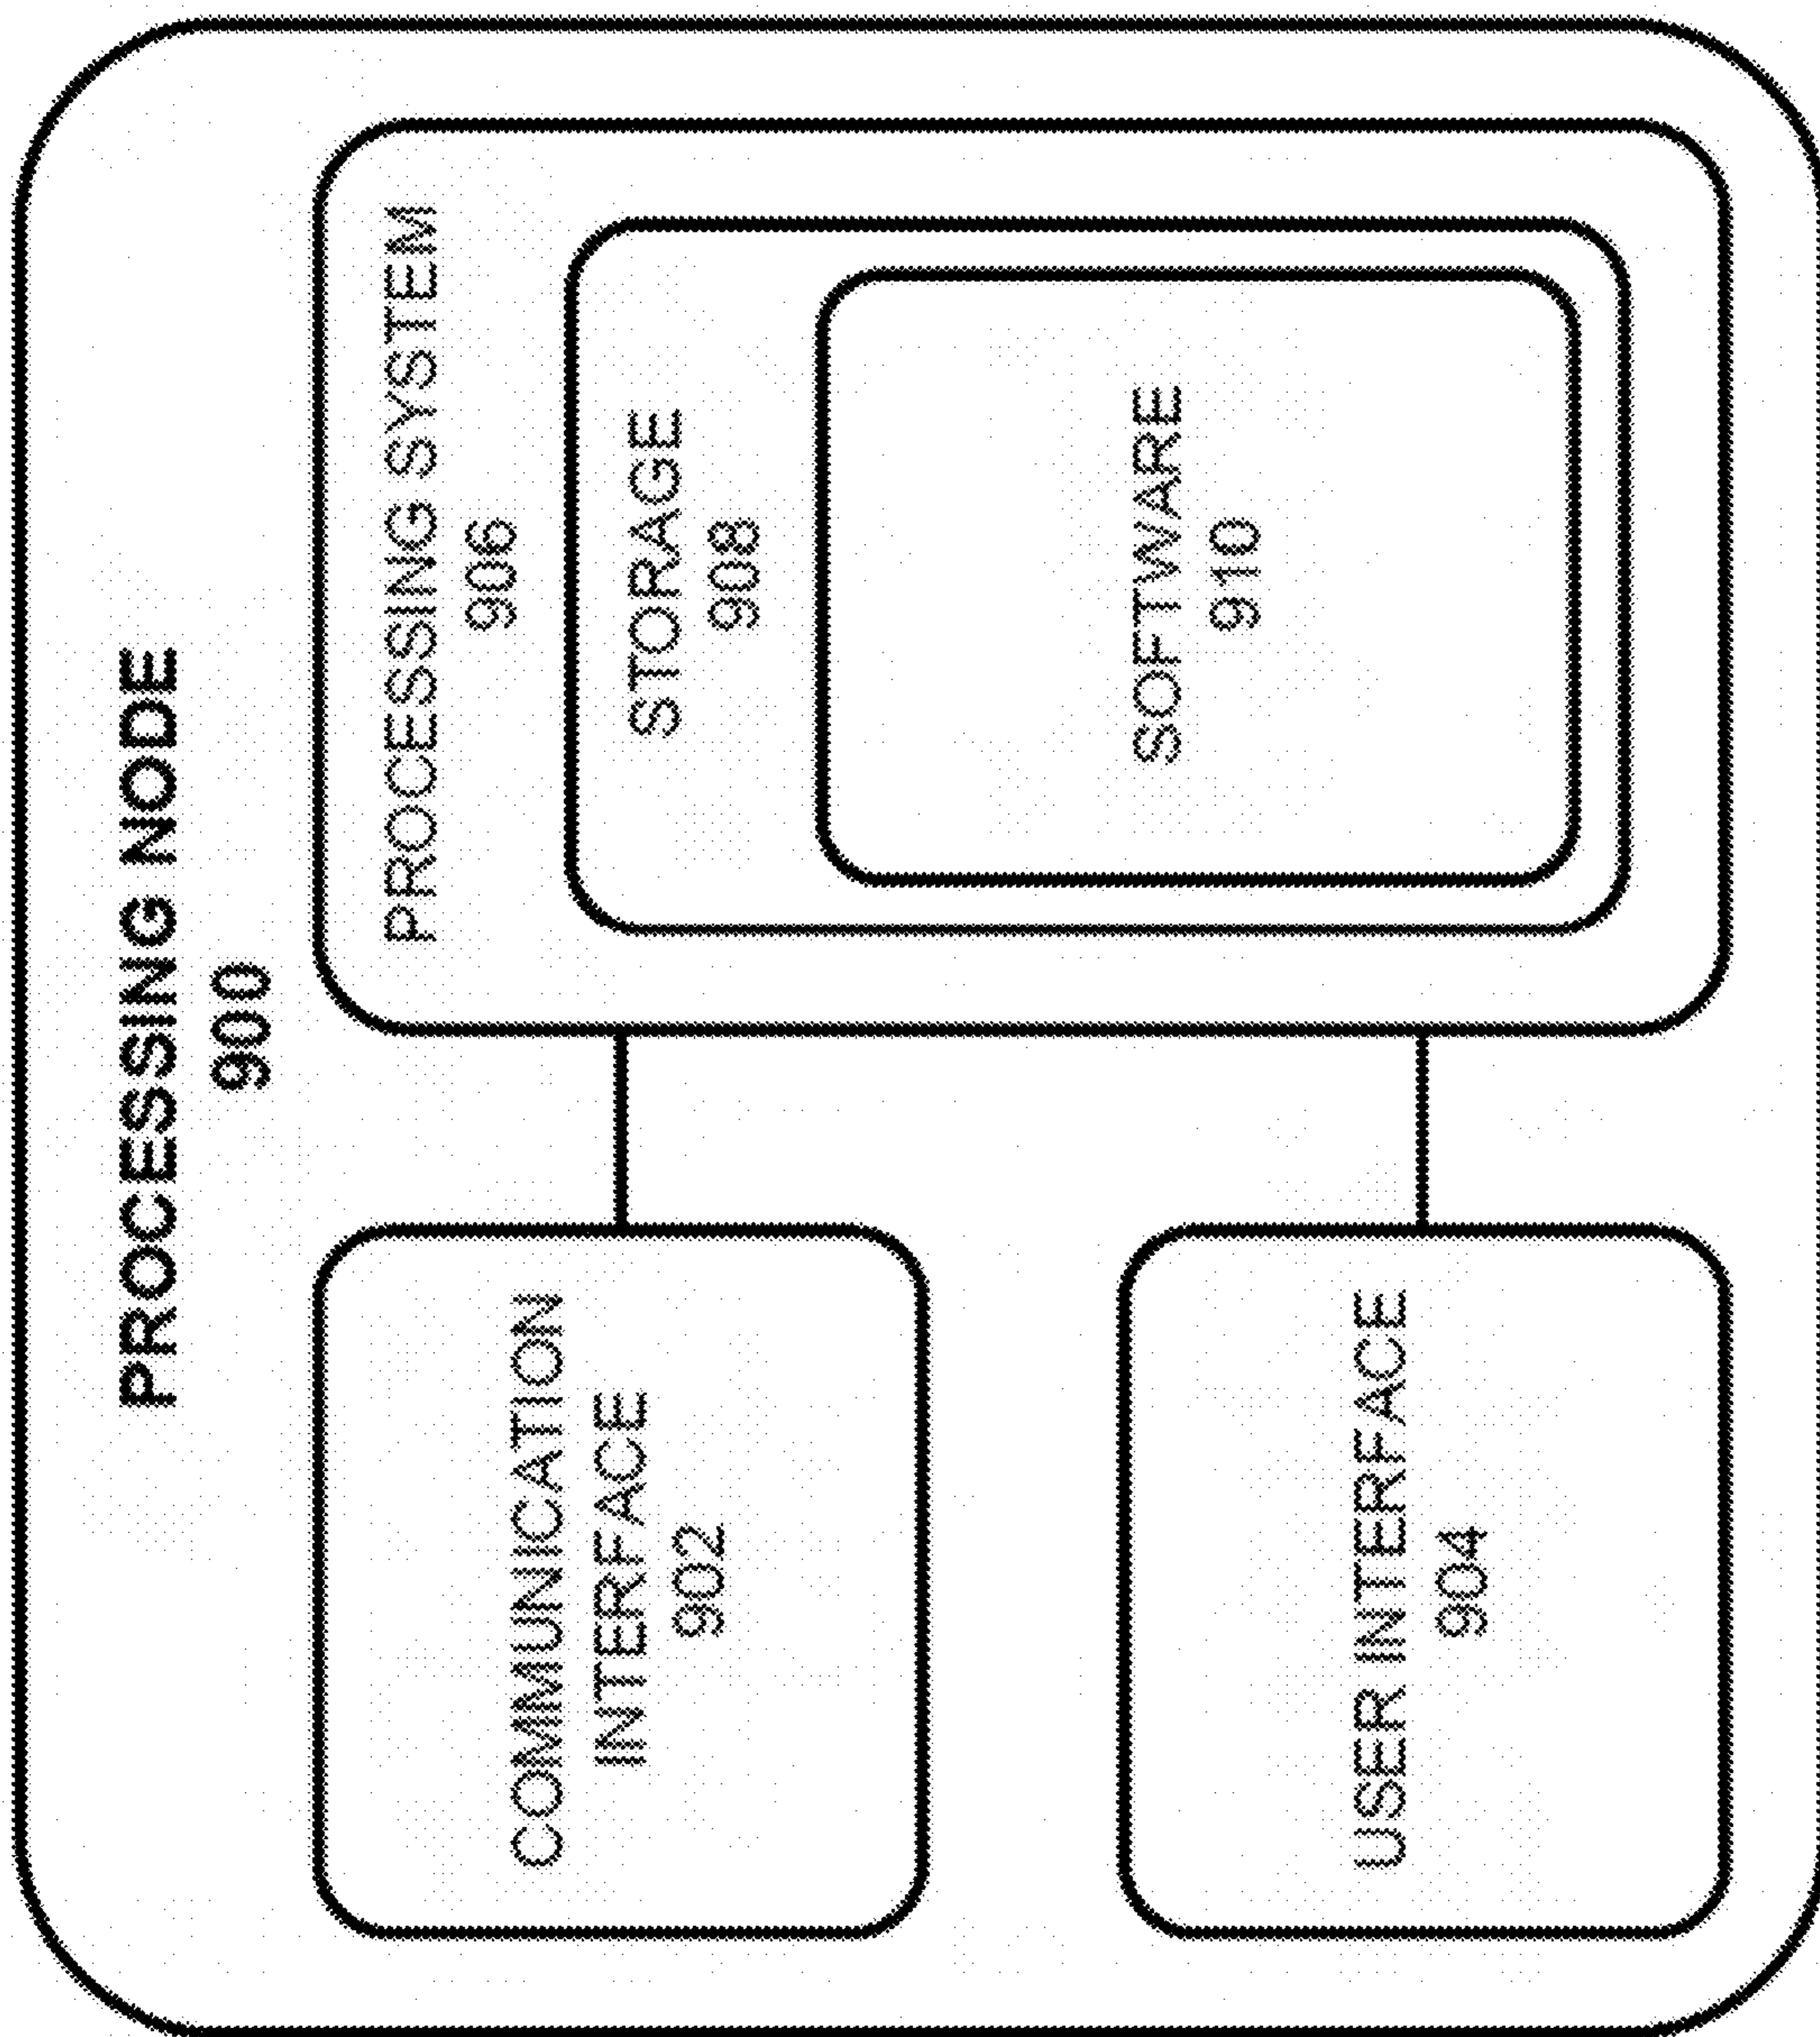 PROCESSING NODE
900
COMMUNICATION
INTERFACE
902
USER INTERFACE
904
PROCESSING SYSTEM
906
STORAGE
908
SOFTWARE
910